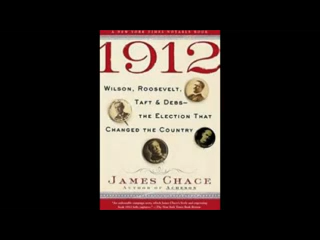 A NEW YORK TIMES NOTABLE BOOK
1912
WILSON, ROOSEVELT,
TAFT & DEBS—
THE ELECTION THAT
CHANGED THE COUNTRY
JAMES CHACE
AUTHOR OF ACHESON